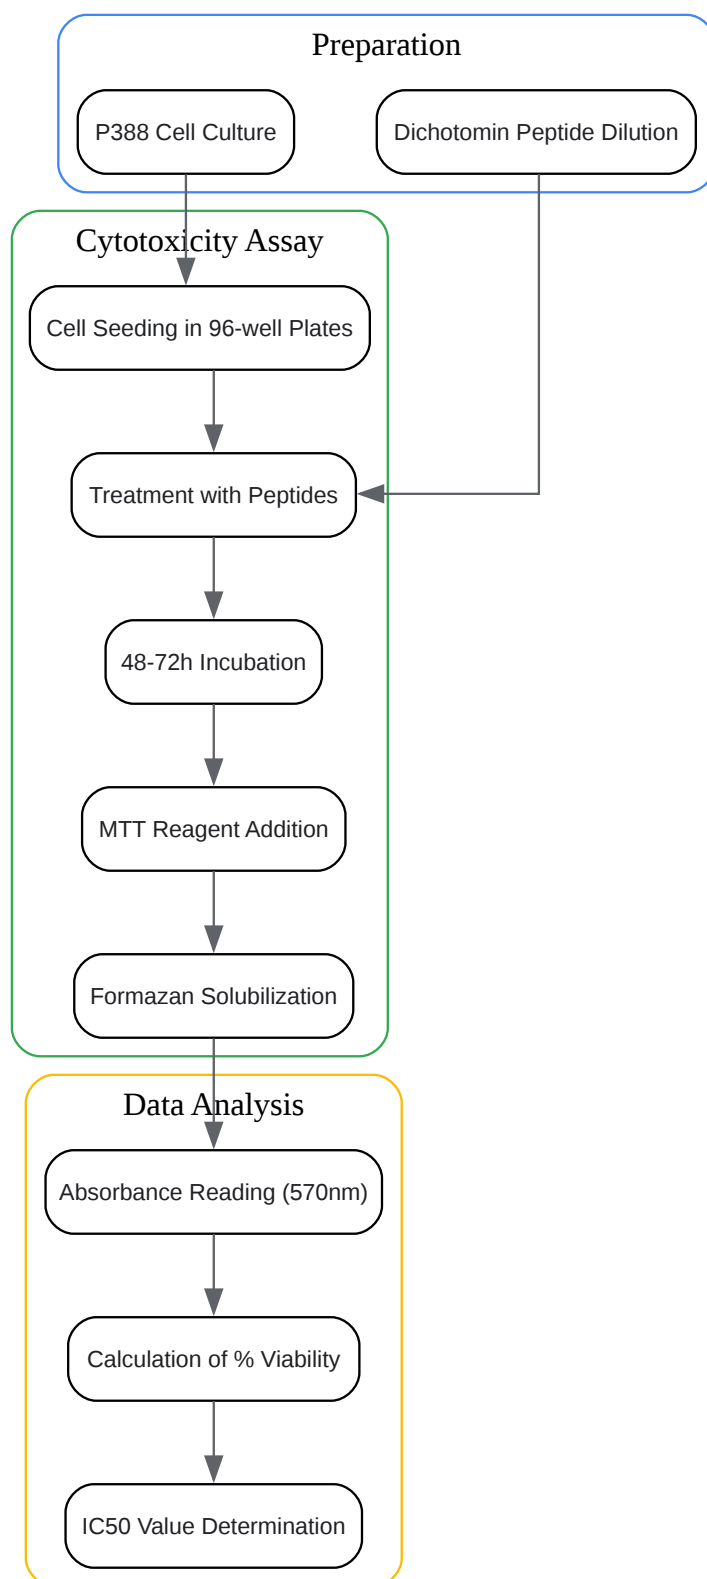 Preparation
P388 Cell Culture
Dichotomin Peptide Dilution
Cytotoxicity Assay
Cell Seeding in 96-well Plates
Treatment with Peptides
48-72h Incubation
MTT Reagent Addition
Formazan Solubilization
Data Analysis
Absorbance Reading (570nm)
Calculation of % Viability
IC50 Value Determination